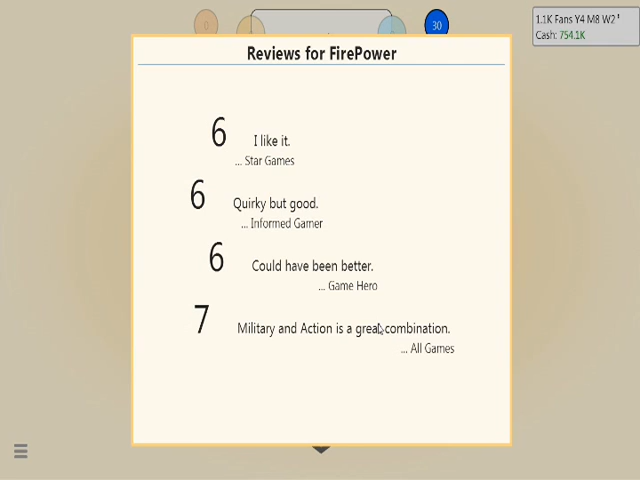 30
1.1K Fans Y4 M8 W2
Cash: 754.1K
Reviews for FirePower
6 I like it.
... Star Games
6 Quirky but good.
... Informed Gamer
6 Could have been better.
... Game Hero
7 Military and Action is a great combination.
... All Games